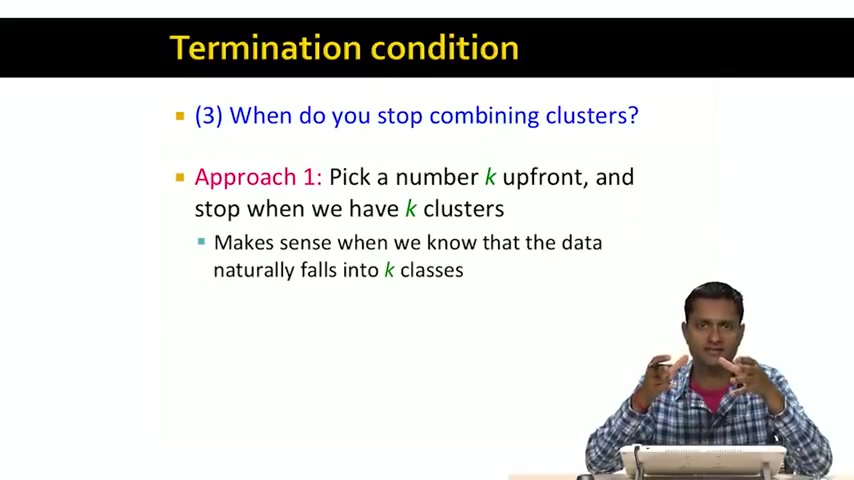 Termination condition
(3) When do you stop combining clusters?
Approach 1: Pick a number k upfront, and
stop when we have k clusters
Makes sense when we know that the data
naturally falls into k classes